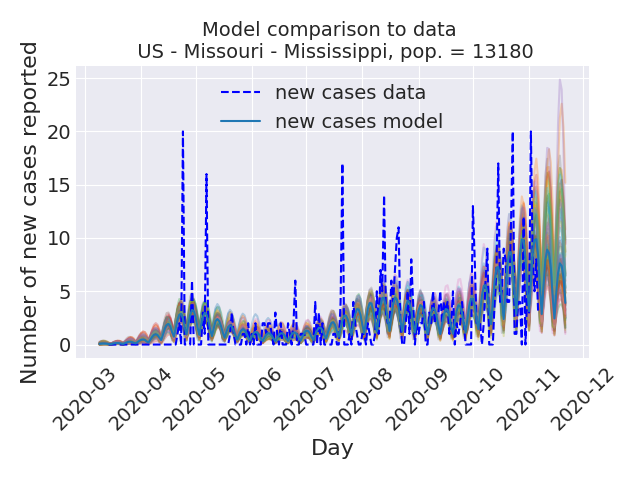 Model comparison to data
US - Missouri - Mississippi, pop. = 13180
new cases data
new cases model
Number of new cases reported
25
20
15
10
5
0
2020-03
2020-04
2020-05
2020-06
2020-07
2020-08
2020-09
2020-10
2020-11
2020-12
Day